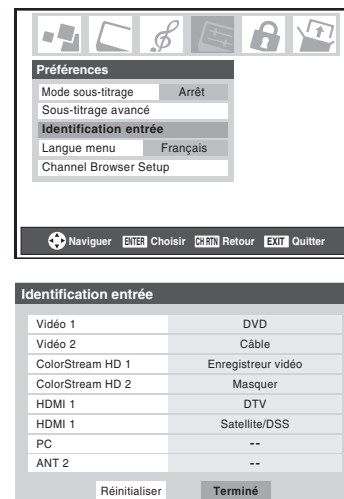 Préférences
Mode sous-titrage Arrêt
Sous-titrage avancé
Identification entrée
Langue menu Français
Channel Browser Setup
Naviguer ENTER Choisir CH RTN Retour EXIT Quitter
Identification entrée
Vidéo 1 DVD
Vidéo 2 Câble
ColorStream HD 1 Enregistreur vidéo
ColorStream HD 2 Masquer
HDMI 1 DTV
HDMI 1 Satellite/DSS
PC --
ANT 2 --
Réinitialiser Terminé